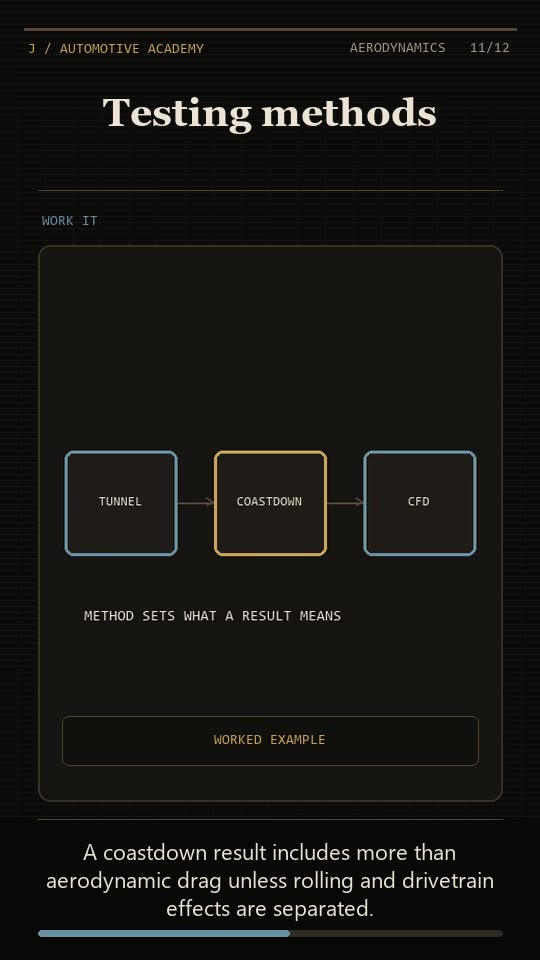 J / AUTOMOTIVE ACADEMY
AERODYNAMICS 11/12
Testing methods
WORK IT
TUNNEL
COASTDOWN
CFD
METHOD SETS WHAT A RESULT MEANS
WORKED EXAMPLE
A coastdown result includes more than
aerodynamic drag unless rolling and drivetrain
effects are separated.